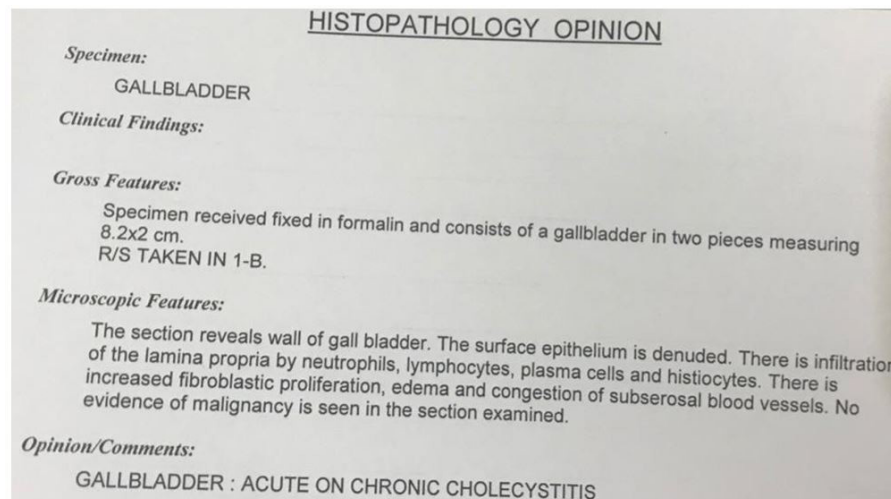 HISTOPATHOLOGY OPINION
Specimen:
GALLBLADDER
Clinical Findings:
Gross Features:
Specimen received fixed in formalin and consists of a gallbladder in two pieces measuring
8.2x2 cm.
R/S TAKEN IN 1-B.
Microscopic Features:
The section reveals wall of gall bladder. The surface epithelium is denuded. There is infiltration
of the lamina propria by neutrophils, lymphocytes, plasma cells and histiocytes. There is
increased fibroblastic proliferation, edema and congestion of subserosal blood vessels. No
evidence of malignancy is seen in the section examined.
Opinion/Comments:
GALLBLADDER : ACUTE ON CHRONIC CHOLECYSTITIS